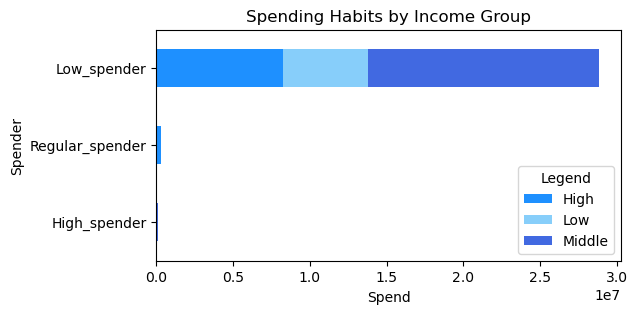 Spending Habits by Income Group
Spender
Low_spender
Regular_spender
High_spender
Legend
High
Low
Middle
0.0 0.5 1.0 1.5 2.0 2.5 3.0
1e7
Spend